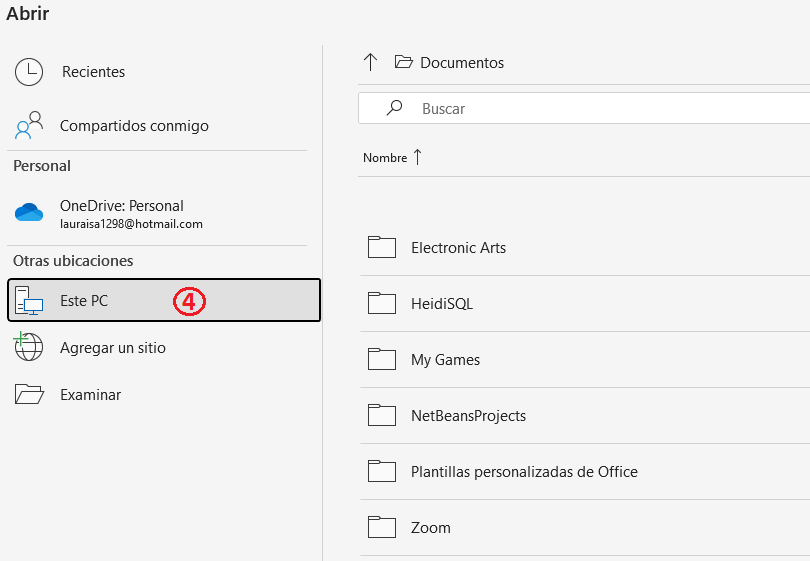 Abrir
Recientes
Compartidos conmigo
Personal
OneDrive: Personal
lauraisa1298@hotmail.com
Otras ubicaciones
Este PC
4
Agregar un sitio
Examinar
Documentos
Buscar
Nombre
Electronic Arts
HeidiSQL
My Games
NetBeansProjects
Plantillas personalizadas de Office
Zoom